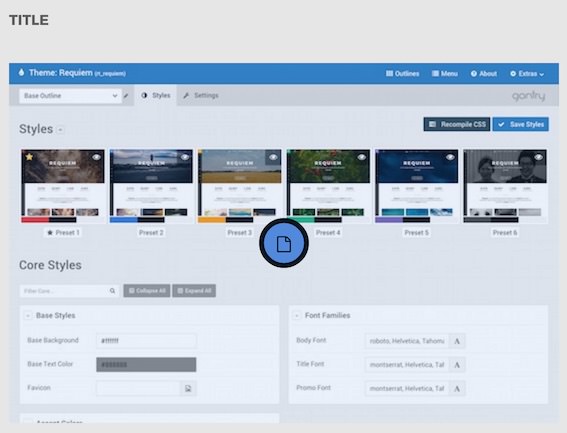 TITLE
Theme: Requiem (rt_requiem)
Outlines
Menu
About
Extras
Base Outline
Styles
Settings
gantry
Styles
Recompile CSS
Save Styles
REQUIEM
REQUIEM
REQUIEM
REQUIEM
REQUIEM
REQUIEM
Preset 1
Preset 2
Preset 3
Preset 4
Preset 5
Preset 6
Core Styles
Filter Core...
Collapse All
Expand All
Base Styles
Base Background
#ffffff
Base Text Color
Favicon
Font Families
Body Font
roboto, Helvetica, Tahoma
A
Title Font
montserrat, Helvetica, Tal
A
Promo Font
montserrat, Helvetica, Tal
A
Accent Colors